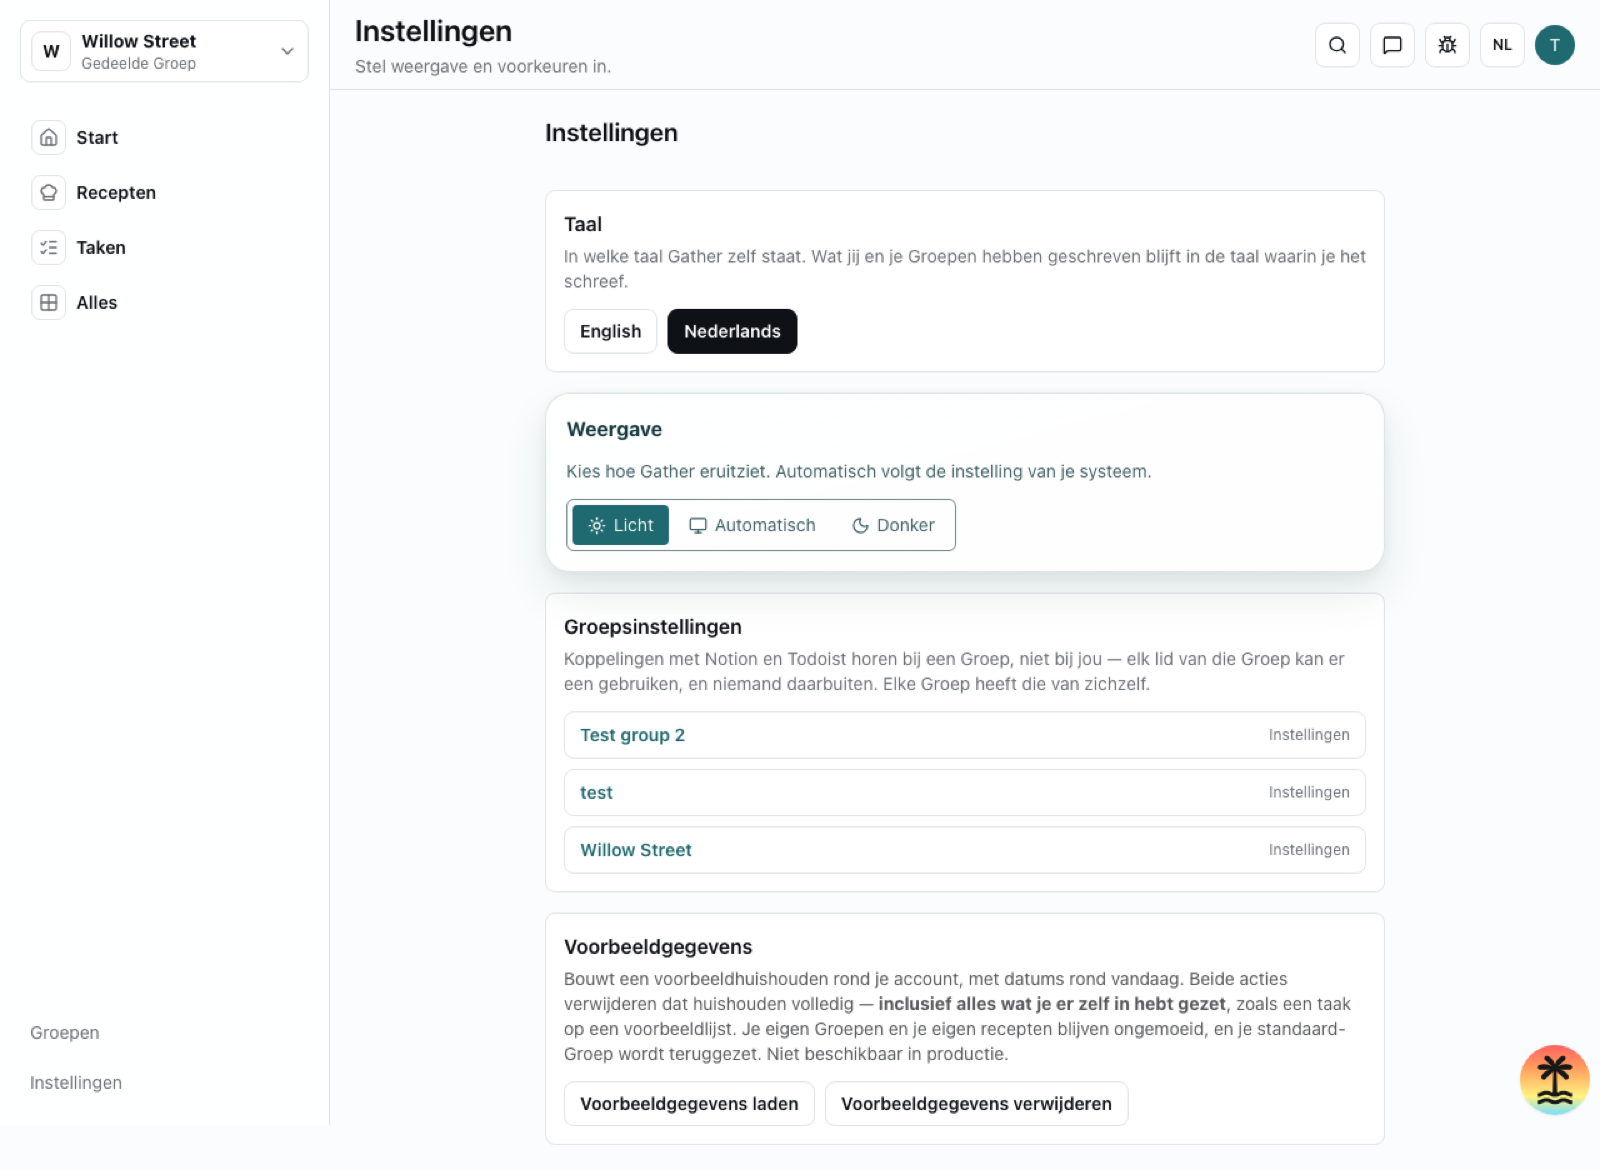 W
Willow Street
Gedeelde Groep
Start
Recepten
Taken
Alles
Groepen
Instellingen
Instellingen
Stel weergave en voorkeuren in.
NL
T
Instellingen
Taal
In welke taal Gather zelf staat. Wat jij en je Groepen hebben geschreven blijft in de taal waarin je het
schreef.
English
Nederlands
Weergave
Kies hoe Gather eruitziet. Automatisch volgt de instelling van je systeem.
Licht
Automatisch
Donker
Groepsinstellingen
Koppelingen met Notion en Todoist horen bij een Groep, niet bij jou — elk lid van die Groep kan er
een gebruiken, en niemand daarbuiten. Elke Groep heeft die van zichzelf.
Test group 2
Instellingen
test
Instellingen
Willow Street
Instellingen
Voorbeeldgegevens
Bouwt een voorbeeldhuishouden rond je account, met datums rond vandaag. Beide acties
verwijderen dat huishouden volledig — inclusief alles wat je er zelf in hebt gezet, zoals een taak
op een voorbeeldlijst. Je eigen Groepen en je eigen recepten blijven ongemoeid, en je standaard-
Groep wordt teruggezet. Niet beschikbaar in productie.
Voorbeeldgegevens laden
Voorbeeldgegevens verwijderen